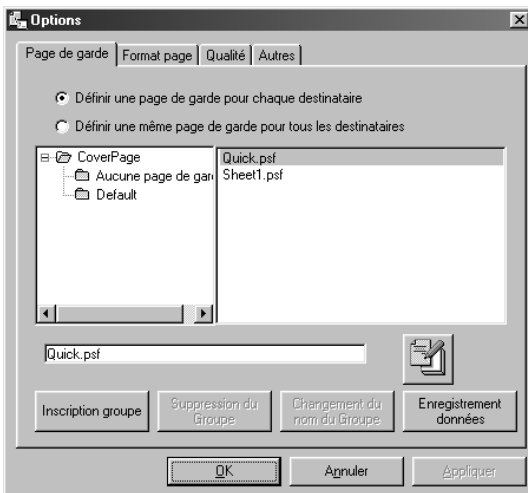 Options
Page de garde Format page Qualité Autres
Définir une page de garde pour chaque destinataire
Définir une même page de garde pour tous les destinataires
CoverPage
Aucune page de gar
Default
Quick.psf
Sheet1.psf
Quick.psf
Inscription groupe
Suppression du
Groupe
Changement du
nom du Groupe
Enregistrement
données
OK
Annuler
Appliquer